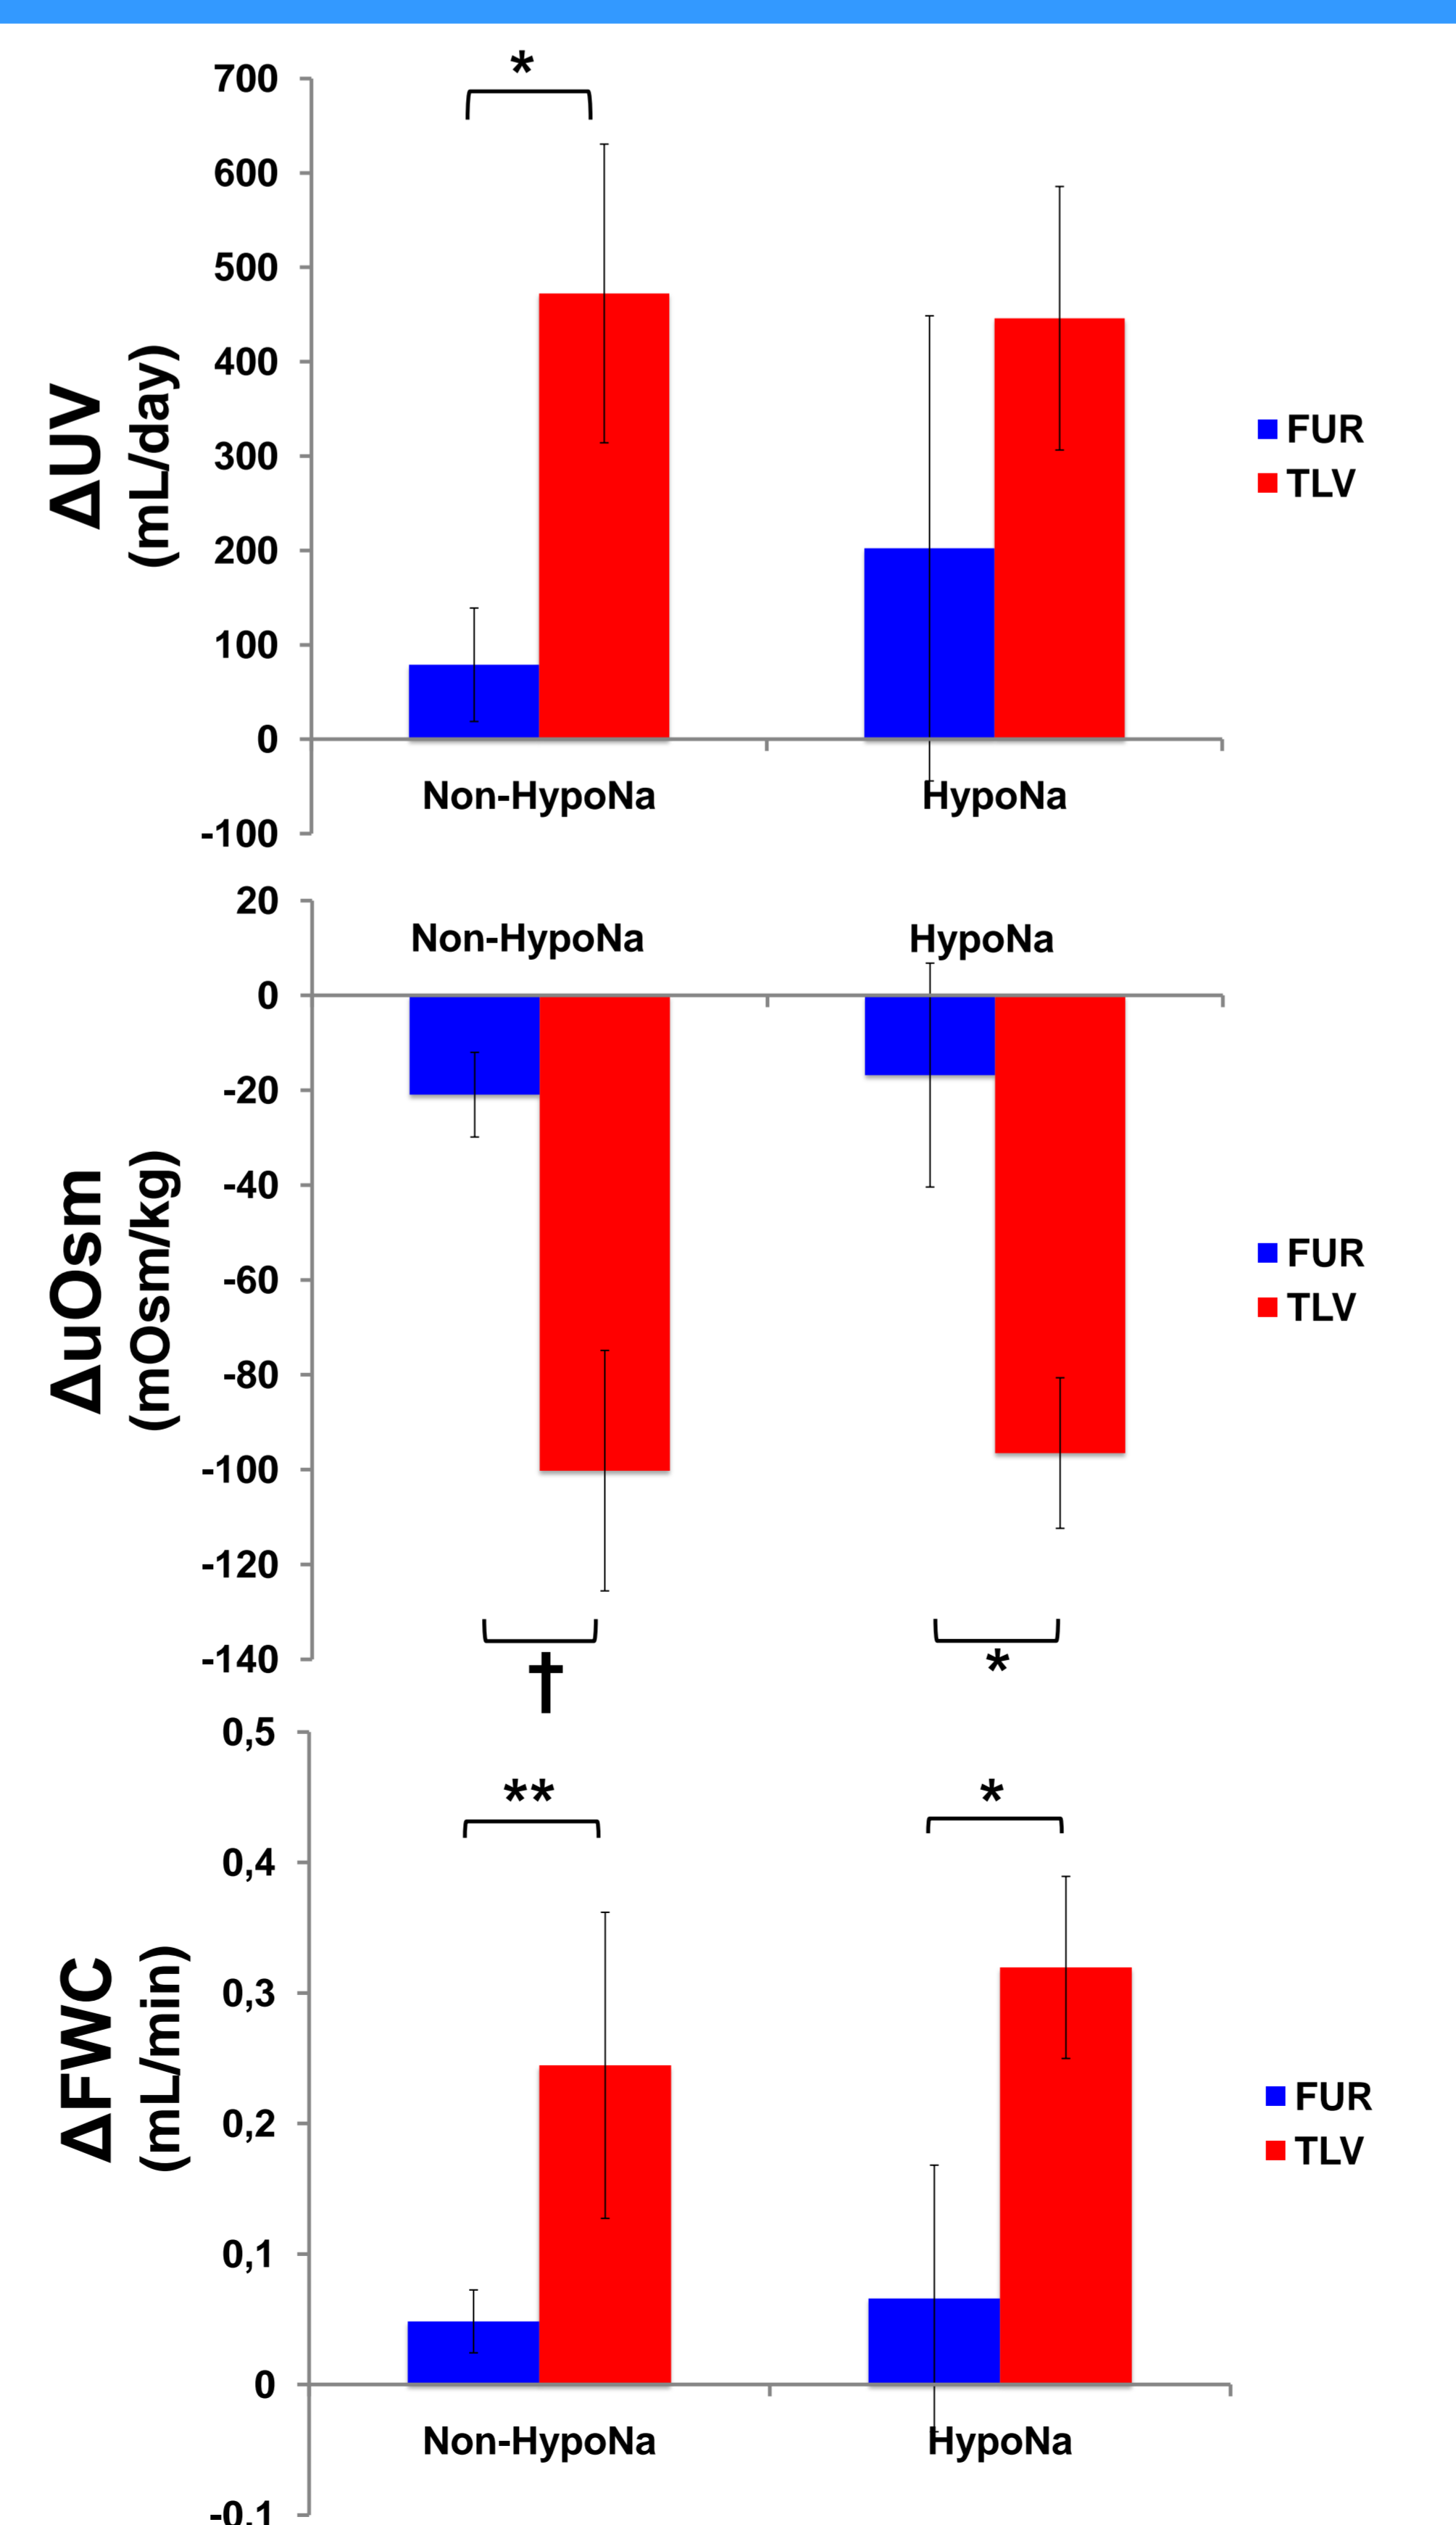 *
700
600
500
400
300
200
100
0
-100
ΔUV
(mL/day)
Non-HypoNa HypoNa
FUR
TLV
20
0
-20
-40
-60
-80
-100
-120
-140
ΔuOsm
(mOsm/kg)
Non-HypoNa HypoNa
FUR
TLV
† *
0,5
0,4
0,3
0,2
0,1
0
-0,1
ΔFWC
(mL/min)
** *
Non-HypoNa HypoNa
FUR
TLV